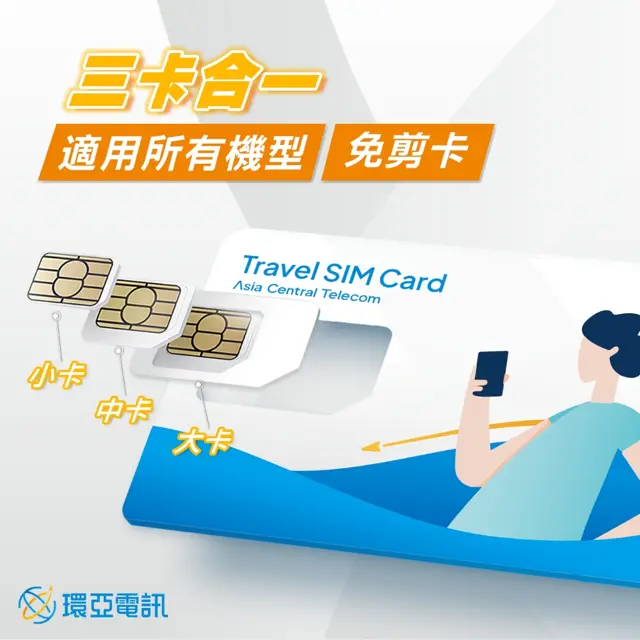 三卡合一
適用所有機型 免剪卡
Travel SIM Card
Asia Central Telecom
小卡
中卡
大卡
環亞電訊